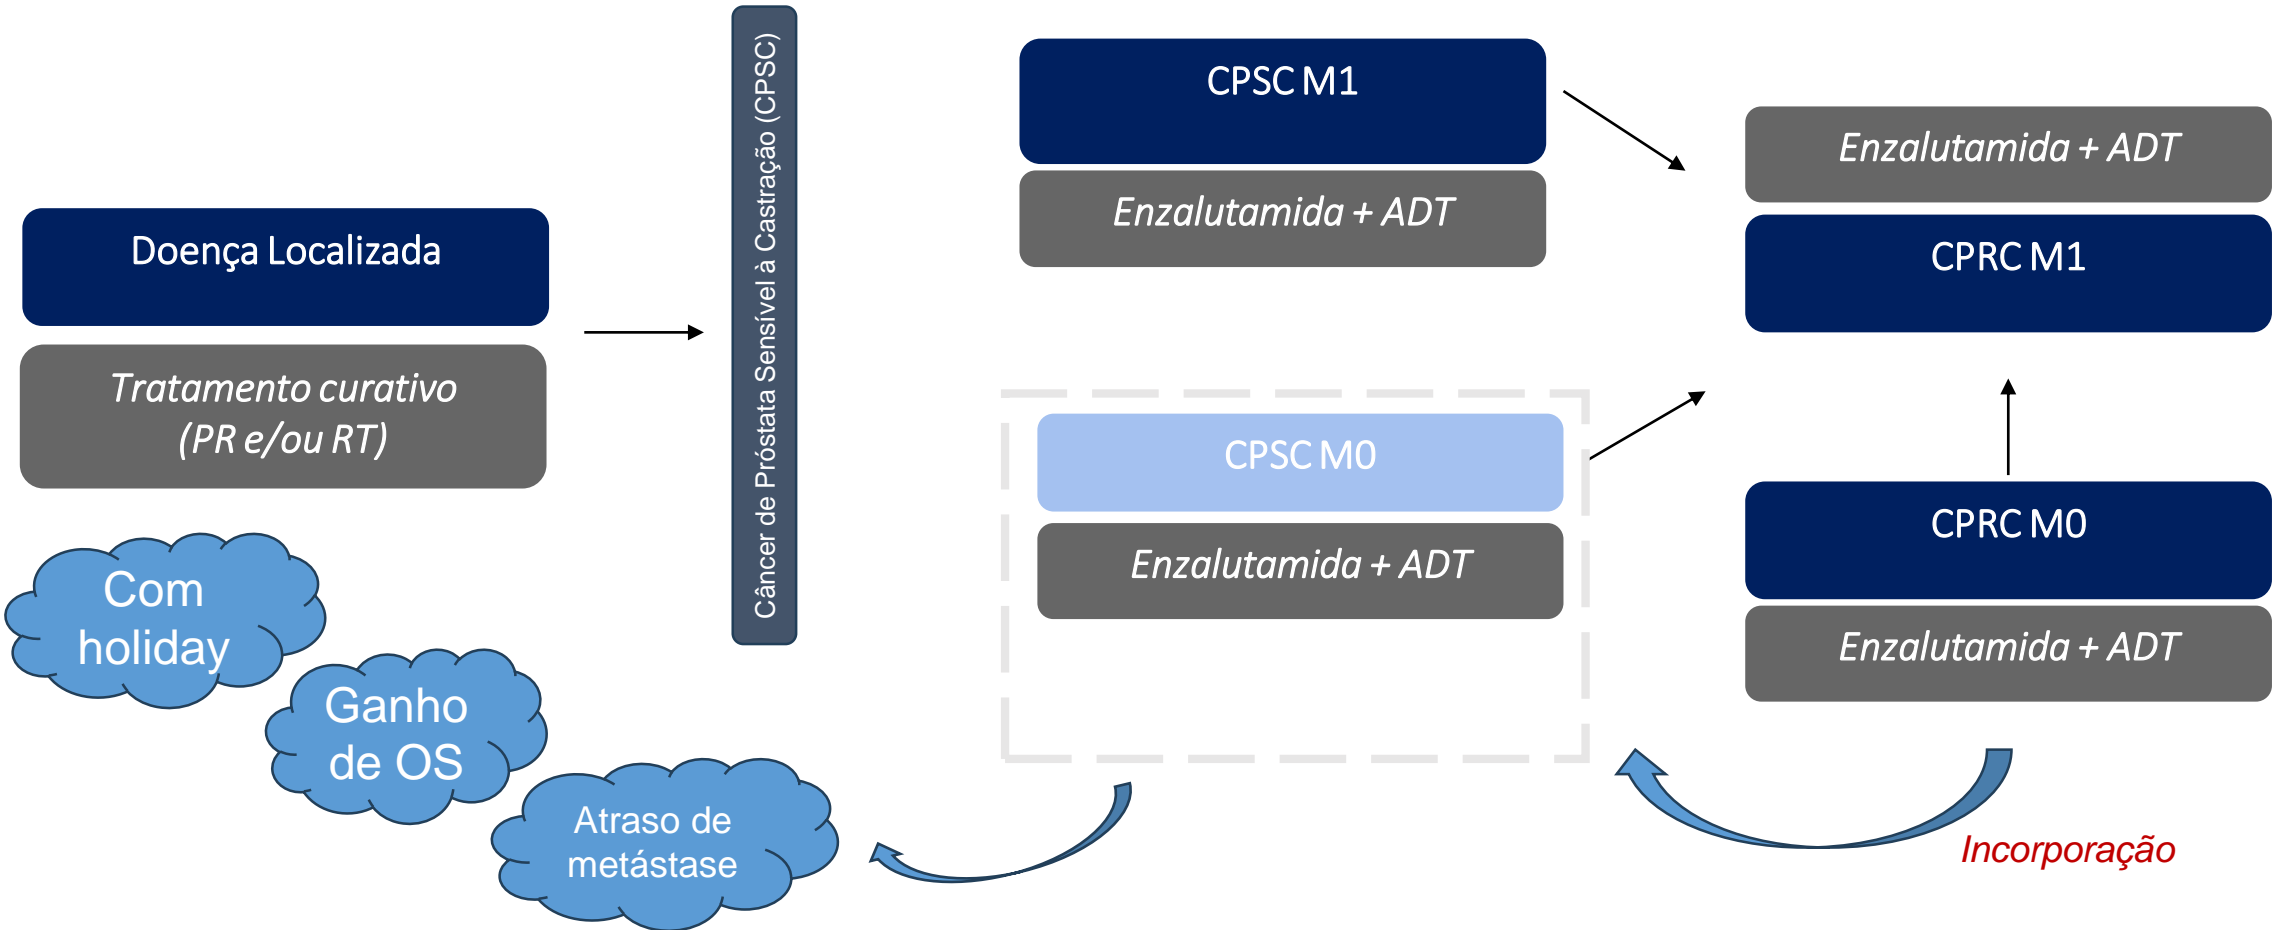 Doença Localizada
Tratamento curativo
(PR e/ou RT)
Com
holiday
Ganho
de OS
Atraso de
metástase
Câncer de Próstata Sensível à Castração (CPSC)
CPSC M1
Enzalutamida + ADT
CPSC M0
Enzalutamida + ADT
Enzalutamida + ADT
CPRC M1
CPRC M0
Enzalutamida + ADT
Incorporação